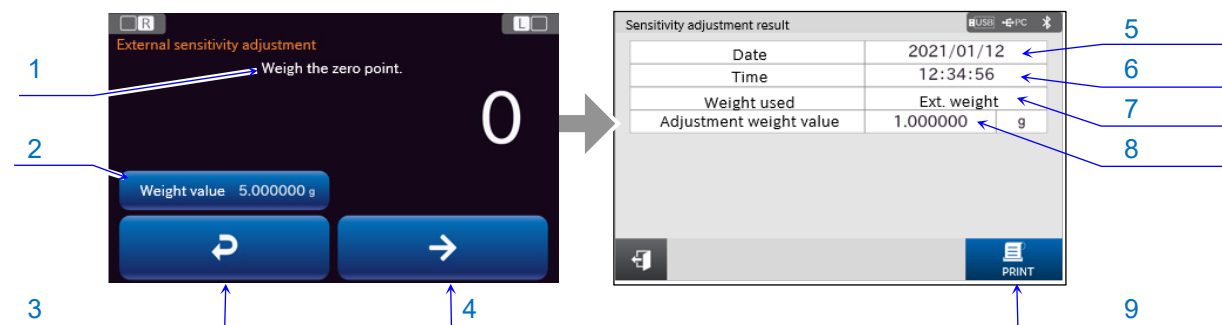 R
L
External sensitivity adjustment
Weigh the zero point.
0
Weight value 5.000000 g
1
2
3
4
Sensitivity adjustment result
USB PC
Date 2021/01/12
Time 12:34:56
Weight used Ext. weight
Adjustment weight value 1.000000 g
PRINT
5
6
7
8
9